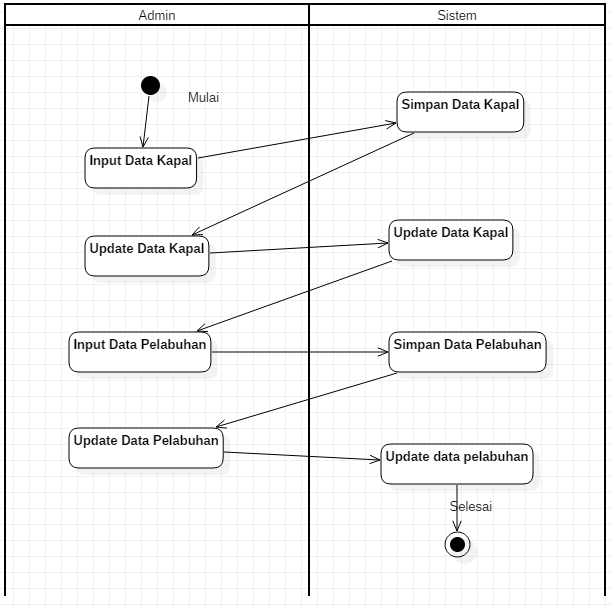 Admin
Sistem
Mulai
Simpan Data Kapal
Input Data Kapal
Update Data Kapal
Update Data Kapal
Input Data Pelabuhan
Simpan Data Pelabuhan
Update Data Pelabuhan
Update data pelabuhan
Selesai